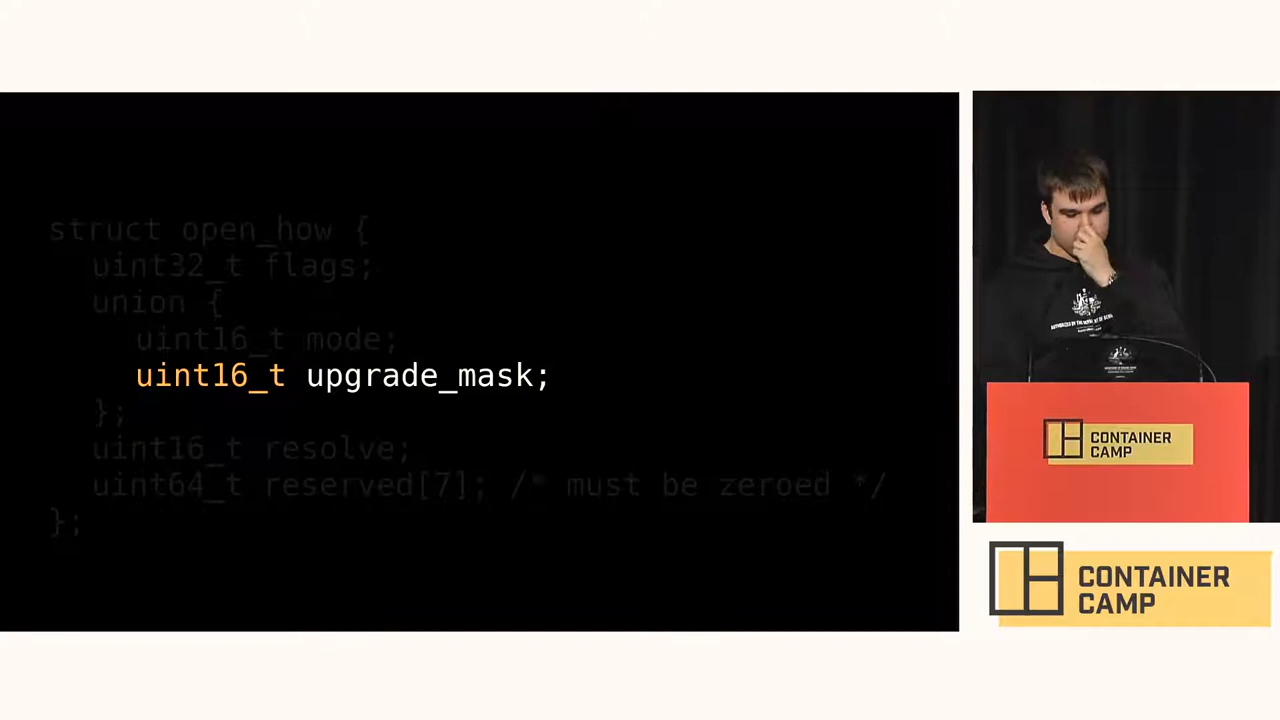 struct open_how {
uint32_t flags;
union {
uint16_t mode;
uint16_t upgrade_mask;
};
uint16_t resolve;
uint64_t reserved[7]; /* must be zeroed */
};
CONTAINER
CAMP
CONTAINER
CAMP